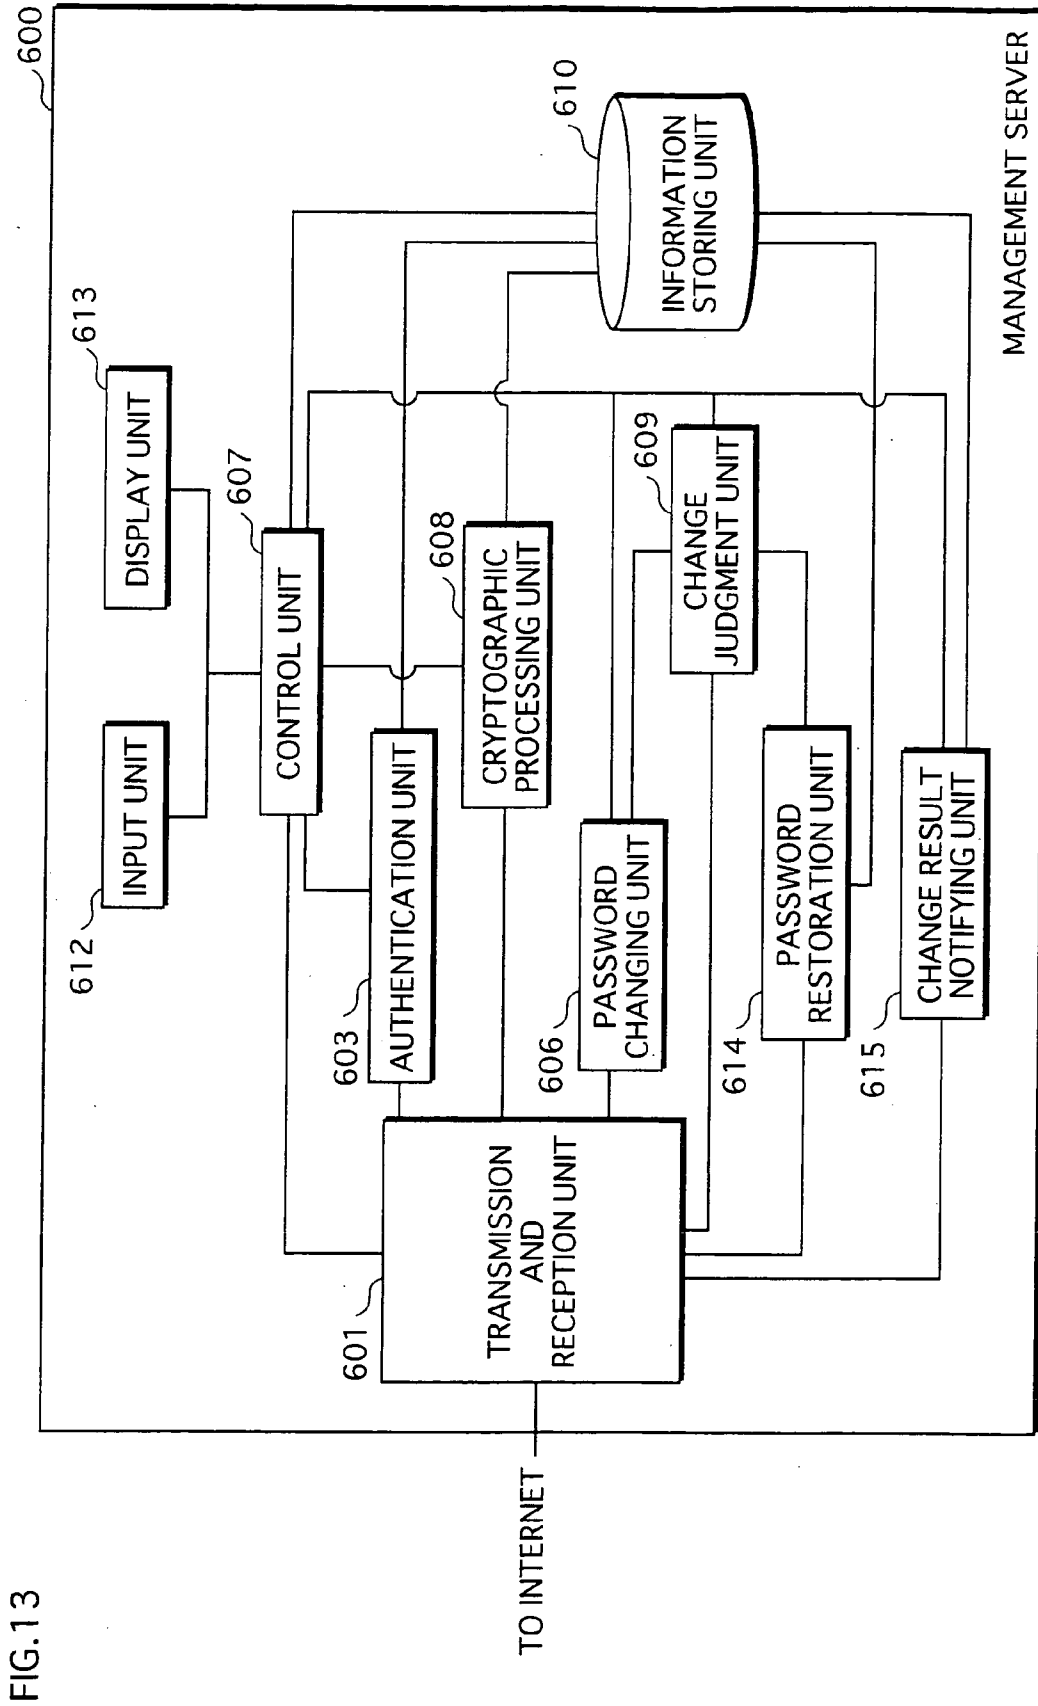 FIG.13
600
613
DISPLAY UNIT
612
INPUT UNIT
607
CONTROL UNIT
603
AUTHENTICATION UNIT
608
CRYPTOGRAPHIC
PROCESSING UNIT
610
INFORMATION
STORING UNIT
601
TRANSMISSION
AND
RECEPTION UNIT
TO INTERNET
606
PASSWORD
CHANGING UNIT
609
CHANGE
JUDGMENT UNIT
614
PASSWORD
RESTORATION UNIT
615
CHANGE RESULT
NOTIFYING UNIT
MANAGEMENT SERVER